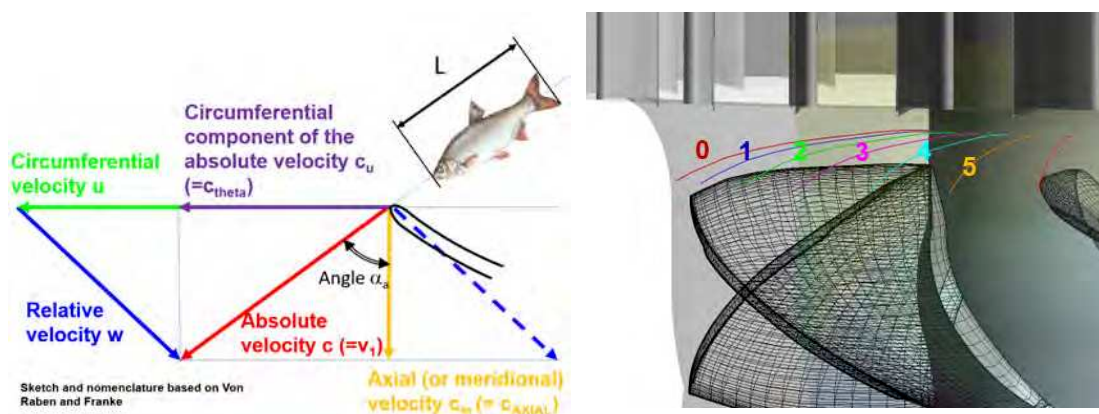 L
Circumferential
component of the
absolute velocity cu
(=ctheta)
Circumferential
velocity u
Angle αa
Relative
velocity w
Absolute
velocity c (=v1)
Axial (or meridional)
velocity cm (= cAXIAL)
Sketch and nomenclature based on Von
Raben and Franke
0 1 2 3 4 5